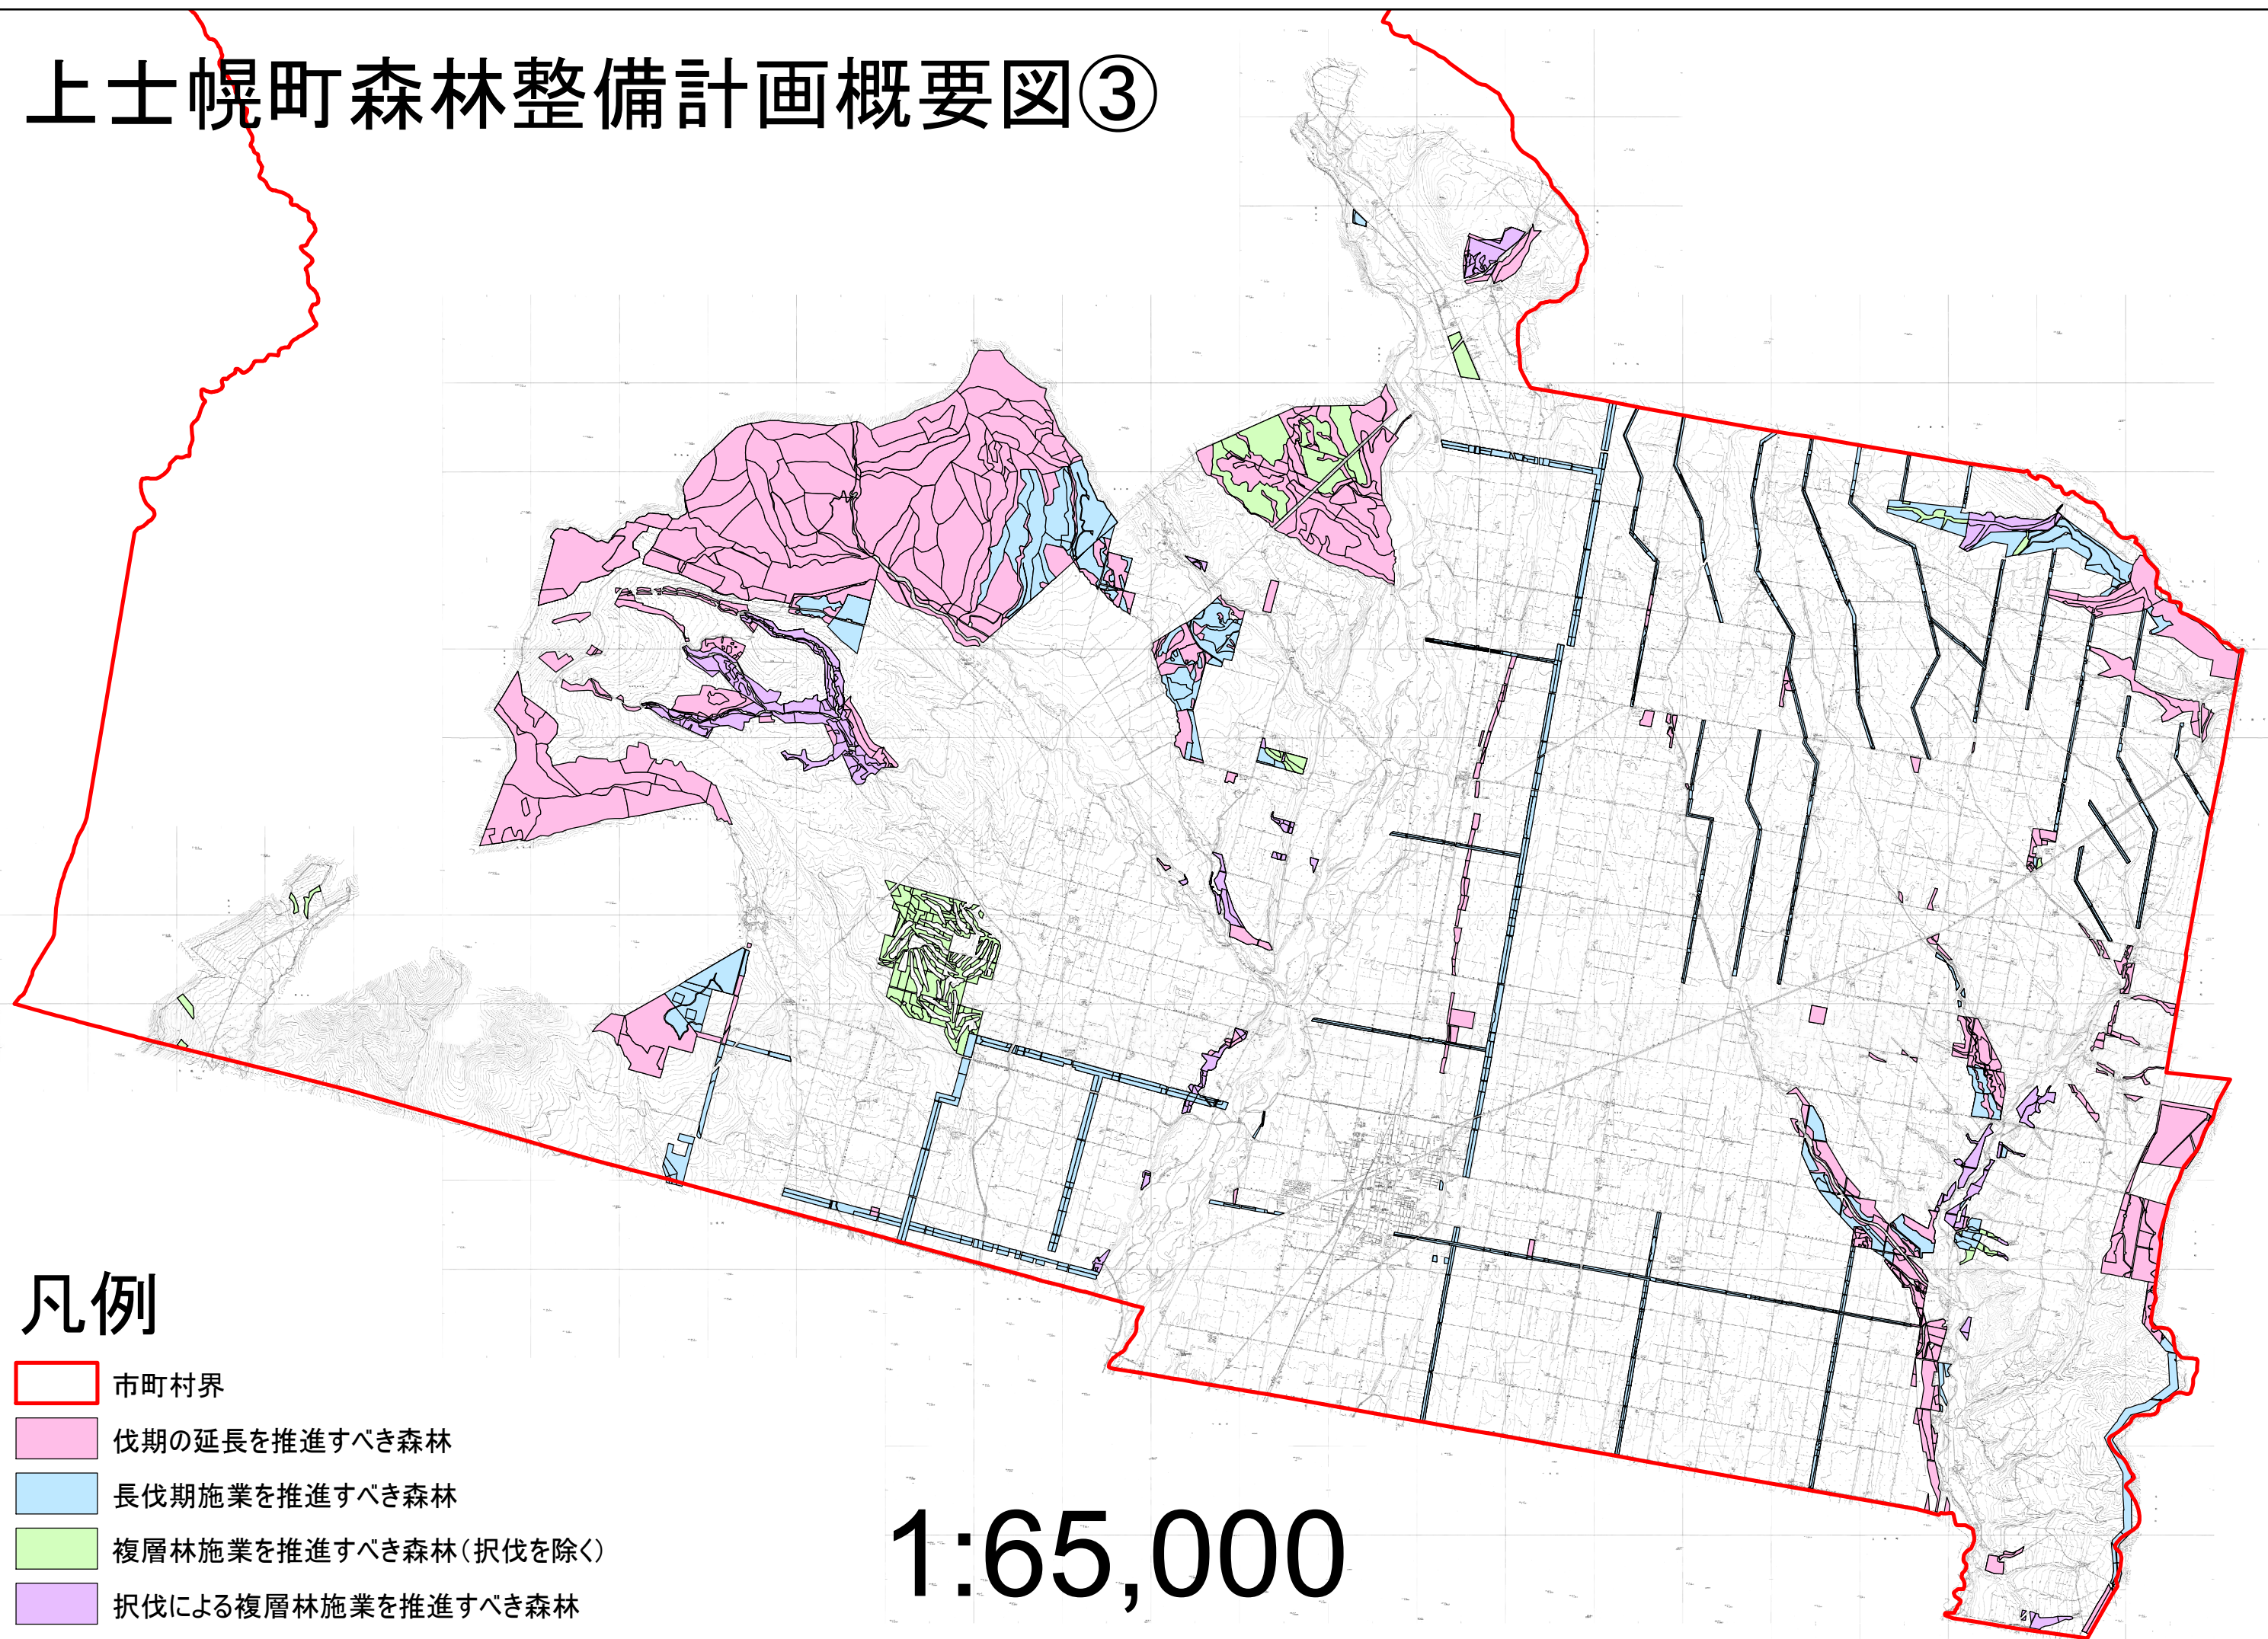 上士幌町森林整備計画概要図③
凡例
市町村界
伐期の延長を推進すべき森林
長伐期施業を推進すべき森林
複層林施業を推進すべき森林（択伐を除く）
択伐による複層林施業を推進すべき森林
1:65,000